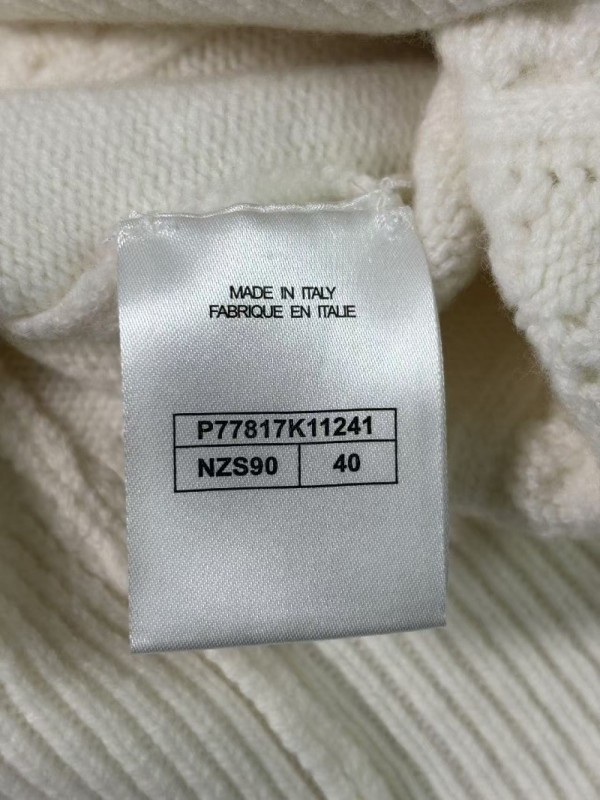 MADE IN ITALY
FABRIQUE EN ITALIE
P77817K11241
NZS90 40